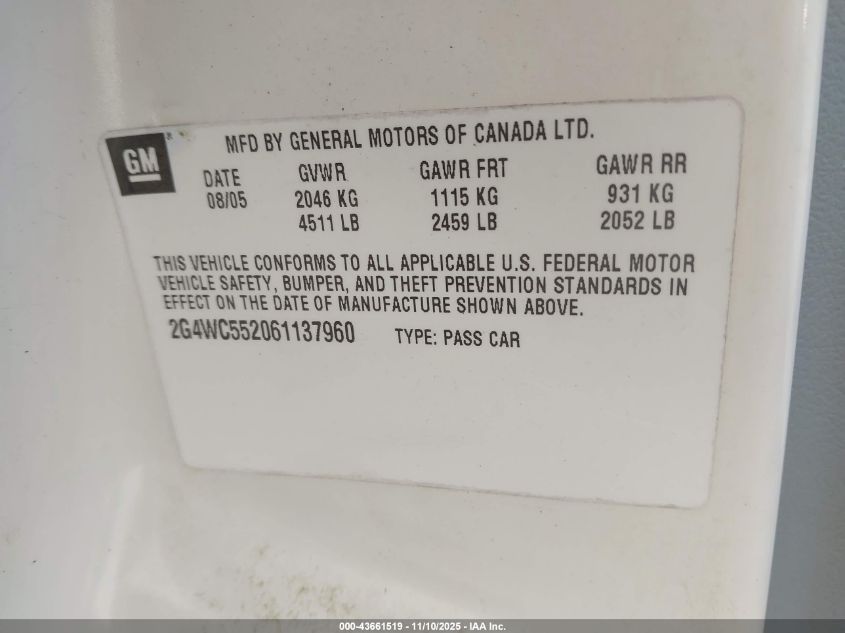 GM
MFD BY GENERAL MOTORS OF CANADA LTD.
DATE GVWR GAWR FRT GAWR RR
08/05 2046 KG 1115 KG 931 KG
4511 LB 2459 LB 2052 LB
THIS VEHICLE CONFORMS TO ALL APPLICABLE U.S. FEDERAL MOTOR
VEHICLE SAFETY, BUMPER, AND THEFT PREVENTION STANDARDS IN
EFFECT ON THE DATE OF MANUFACTURE SHOWN ABOVE.
2G4WC552061137960 TYPE: PASS CAR
000-43661519 - 11/10/2025 - IAA Inc.